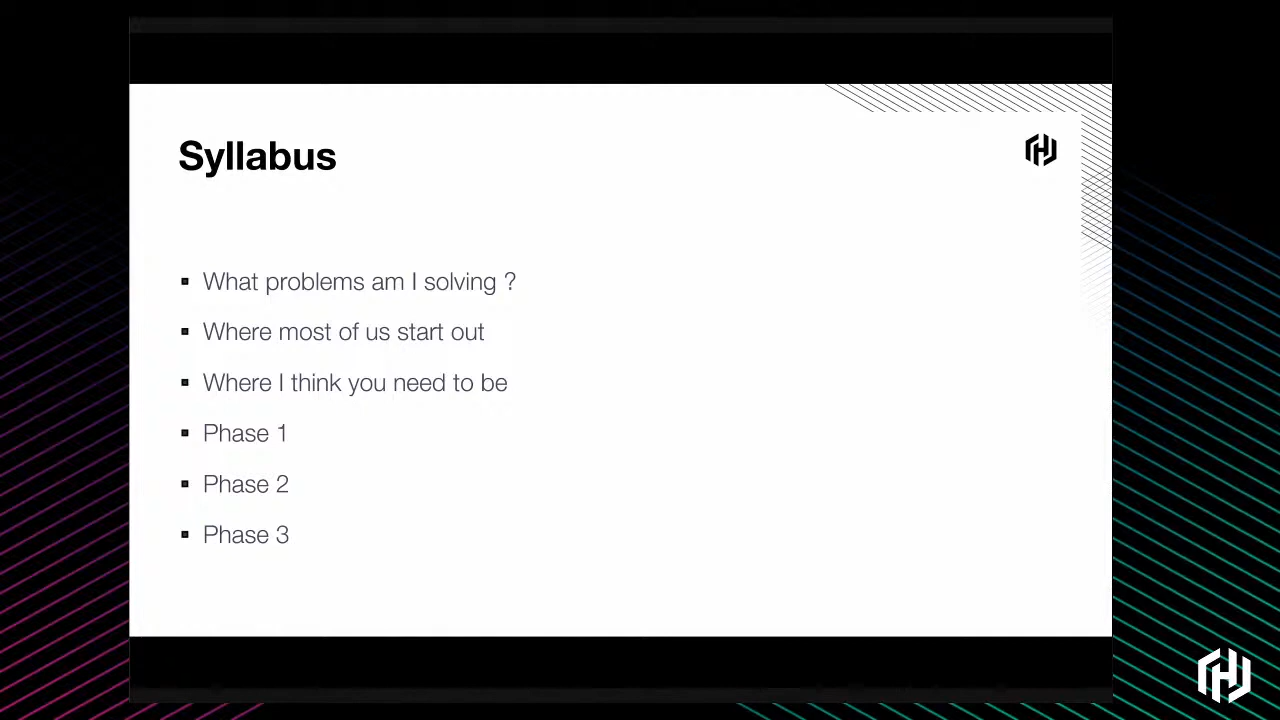 Syllabus
What problems am I solving ?
Where most of us start out
Where I think you need to be
Phase 1
Phase 2
Phase 3